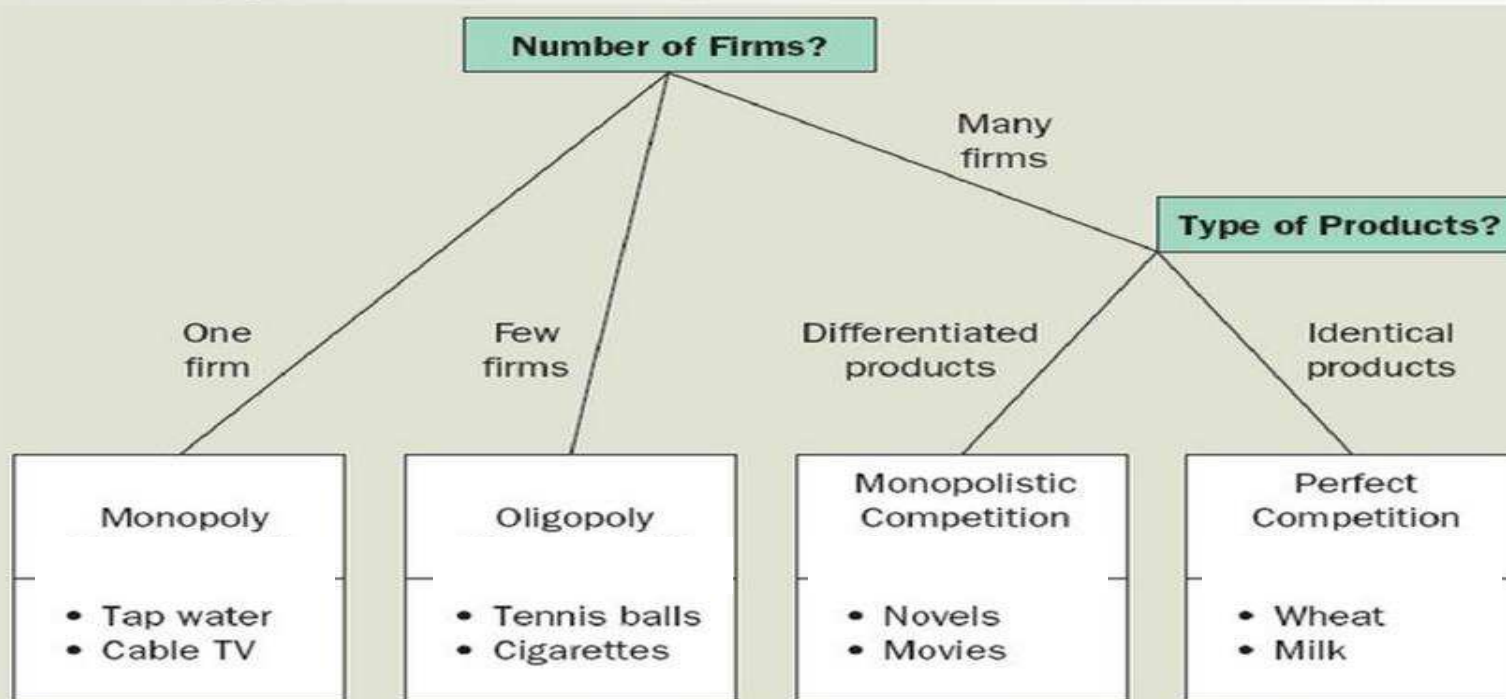 Number of Firms?
Many
firms
Type of Products?
One
firm
Few
firms
Differentiated
products
Identical
products
Monopoly
• Tap water
• Cable TV
Oligopoly
• Tennis balls
• Cigarettes
Monopolistic
Competition
• Novels
• Movies
Perfect
Competition
• Wheat
• Milk